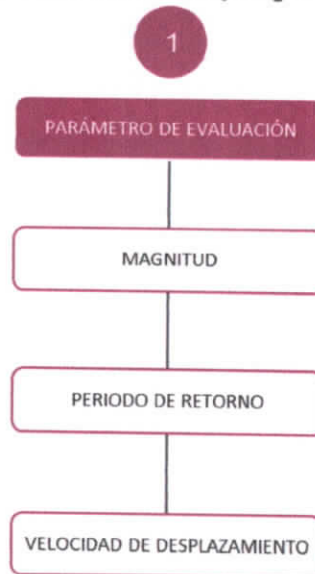 1
PARÁMETRO DE EVALUACIÓN
MAGNITUD
PERIODO DE RETORNO
VELOCIDAD DE DESPLAZAMIENTO